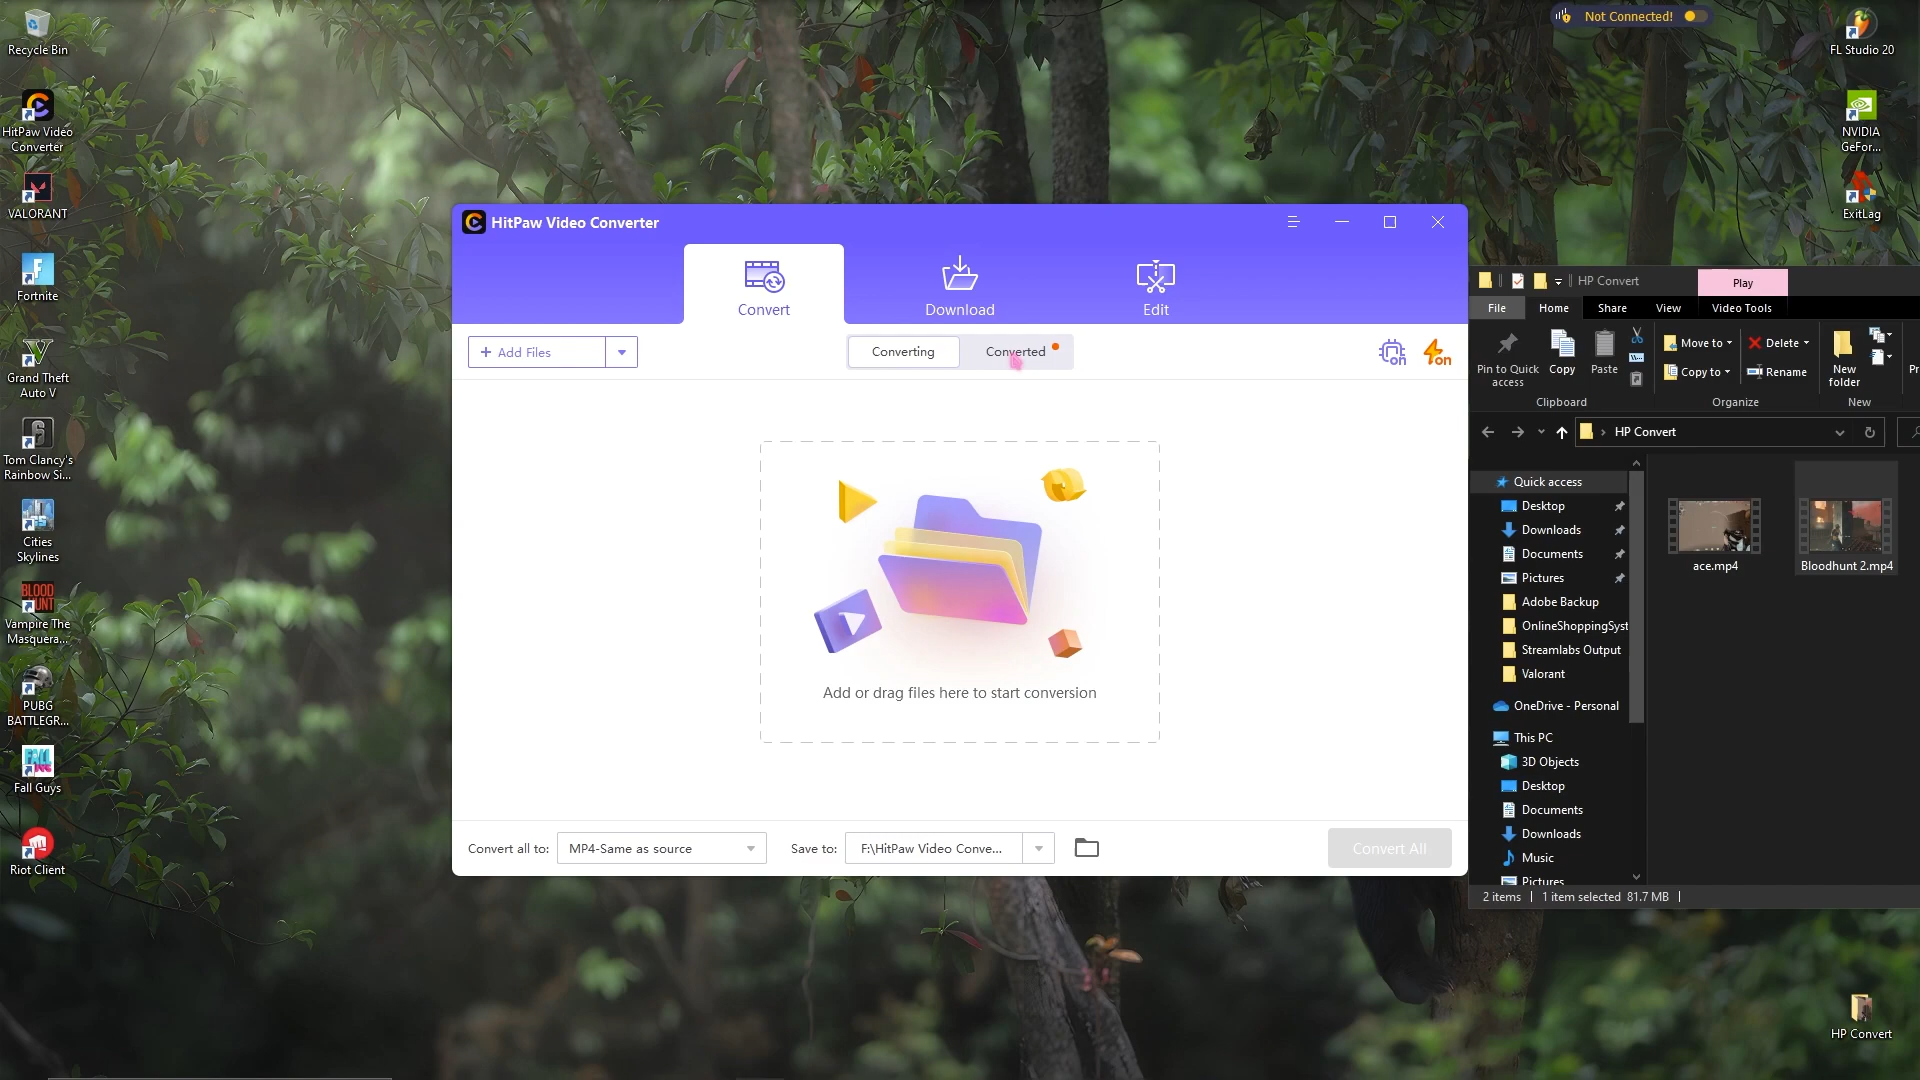 Recycle Bin
HitPaw Video
Converter
VALORANT
Fortnite
Grand Theft
Auto V
Tom Clancy's
Rainbow Si...
Cities
Skylines
BLOOD
HUNT
Vampire The
Masquera...
PUBG
BATTLEGR...
FALL
Fall Guys
Riot Client
Not Connected!
FL Studio 20
NVIDIA
GeFor...
ExitLag
HP Convert
HitPaw Video Converter
Convert
Download
Edit
+ Add Files
Converting
Converted
on
on
Add or drag files here to start conversion
Convert all to:
MP4-Same as source
Save to:
F:\HitPaw Video Conve...
Convert All
HP Convert
Play
File
Home
Share
View
Video Tools
Pin to Quick
access
Copy
Paste
Move to
Copy to
Delete
Rename
New
folder
Pr
Clipboard
Organize
New
HP Convert
Quick access
Desktop
Downloads
Documents
Pictures
Adobe Backup
OnlineShoppingSyst
Streamlabs Output
Valorant
OneDrive - Personal
This PC
3D Objects
Desktop
Documents
Downloads
Music
Pictures
ace.mp4
Bloodhunt 2.mp4
2 items
1 item selected 81.7 MB